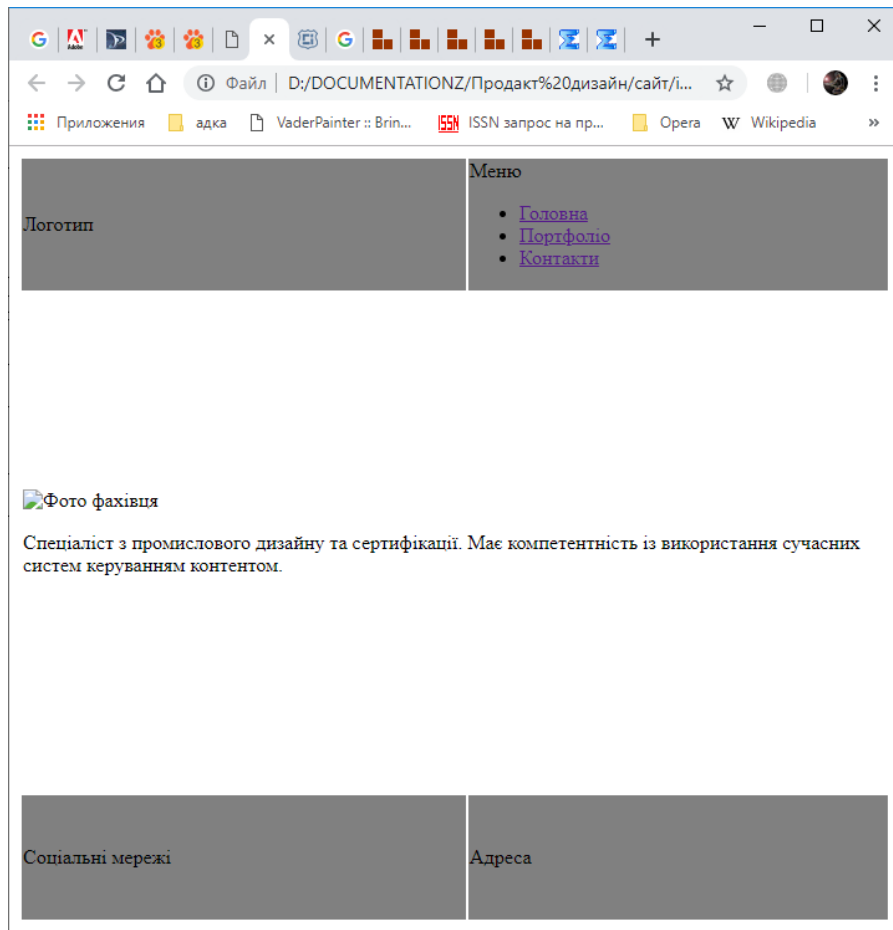 Файл D:/DOCUMENTATIONZ/Продакт%20дизайн/сайт/i...
Приложения адка VaderPainter :: Brin... ISSN ISSN запрос на пр... Opera W Wikipedia »
Меню
Логотип
Головна
Портфоліо
Контакти
Фото фахівця
Спеціаліст з промислового дизайну та сертифікації. Має компетентність із використання сучасних
систем керуванням контентом.
Соціальні мережі Адреса